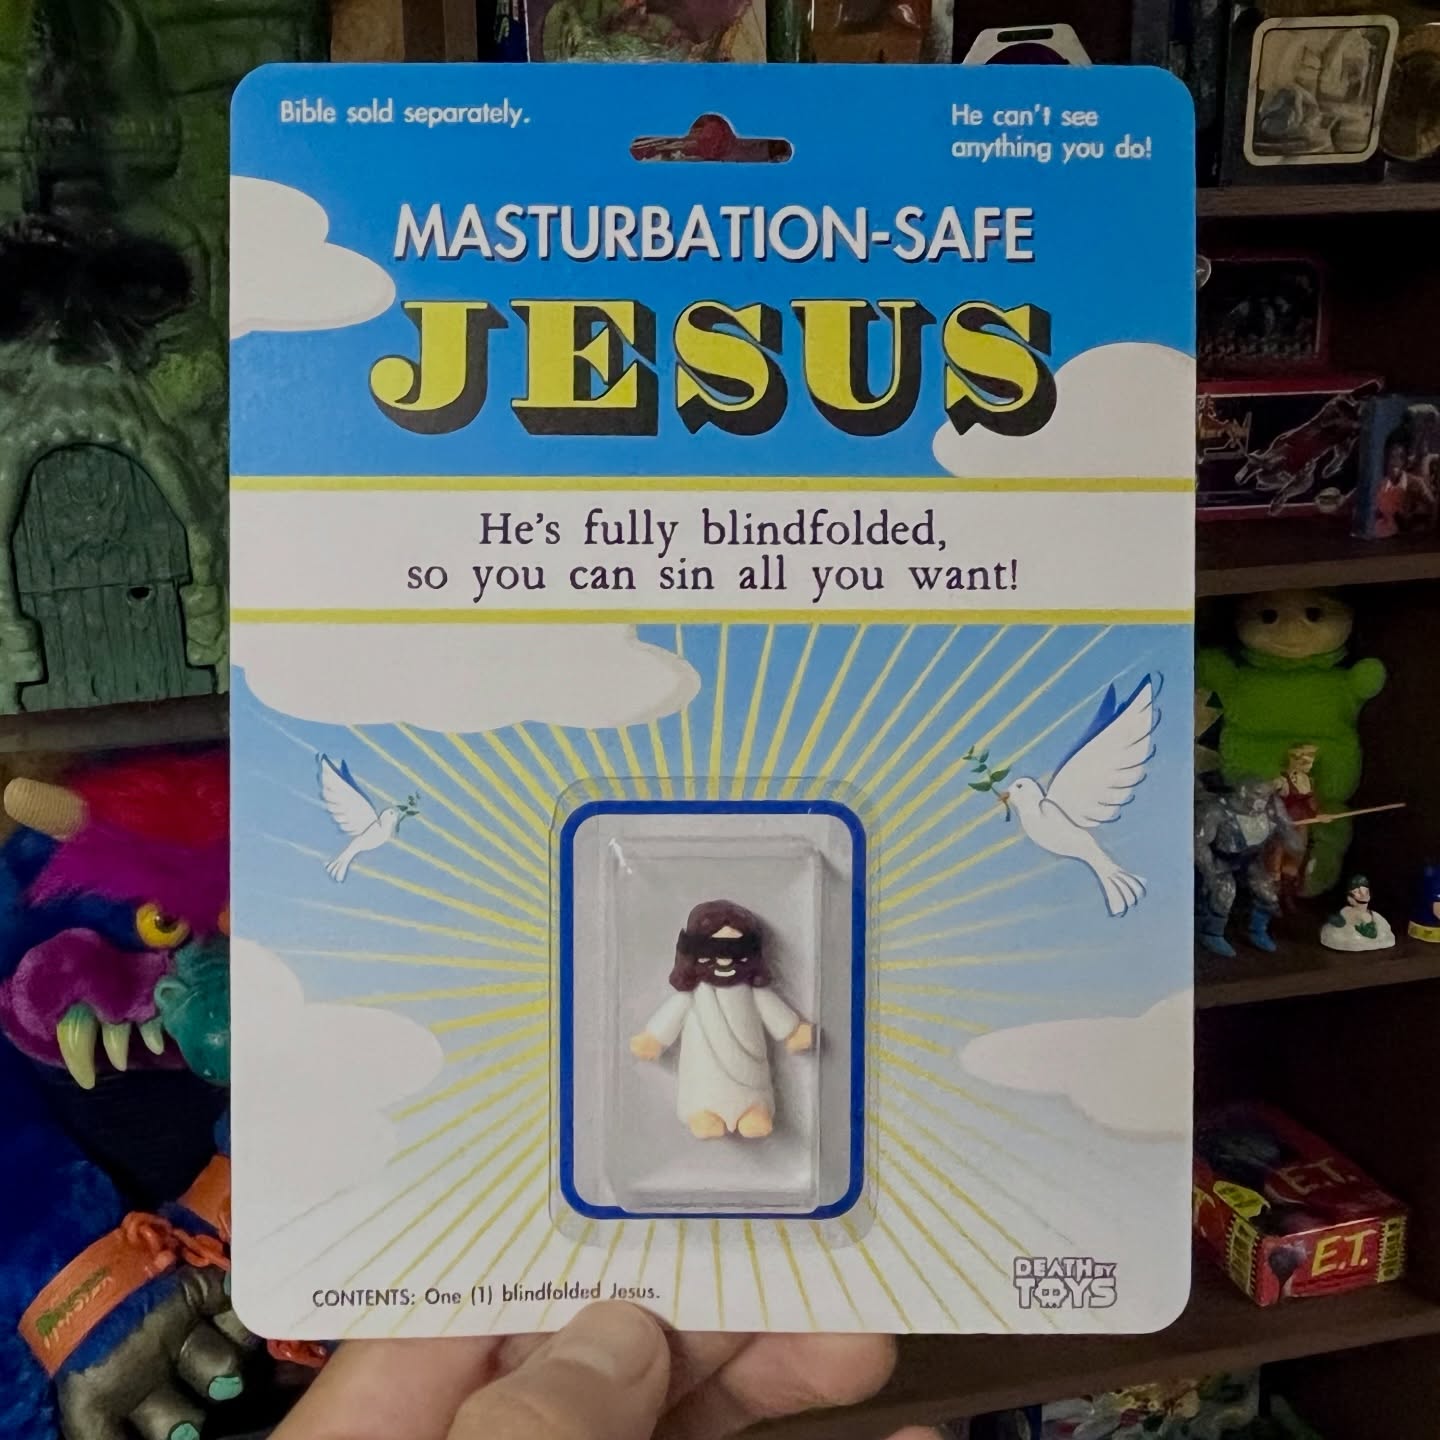 Bible sold separately.
He can't see
anything you do!
MASTURBATION-SAFE
JESUS
He's fully blindfolded,
so you can sin all you want!
CONTENTS: One (1) blindfolded Jesus.
DEATH BY
TOYS
E.T.
E.T.